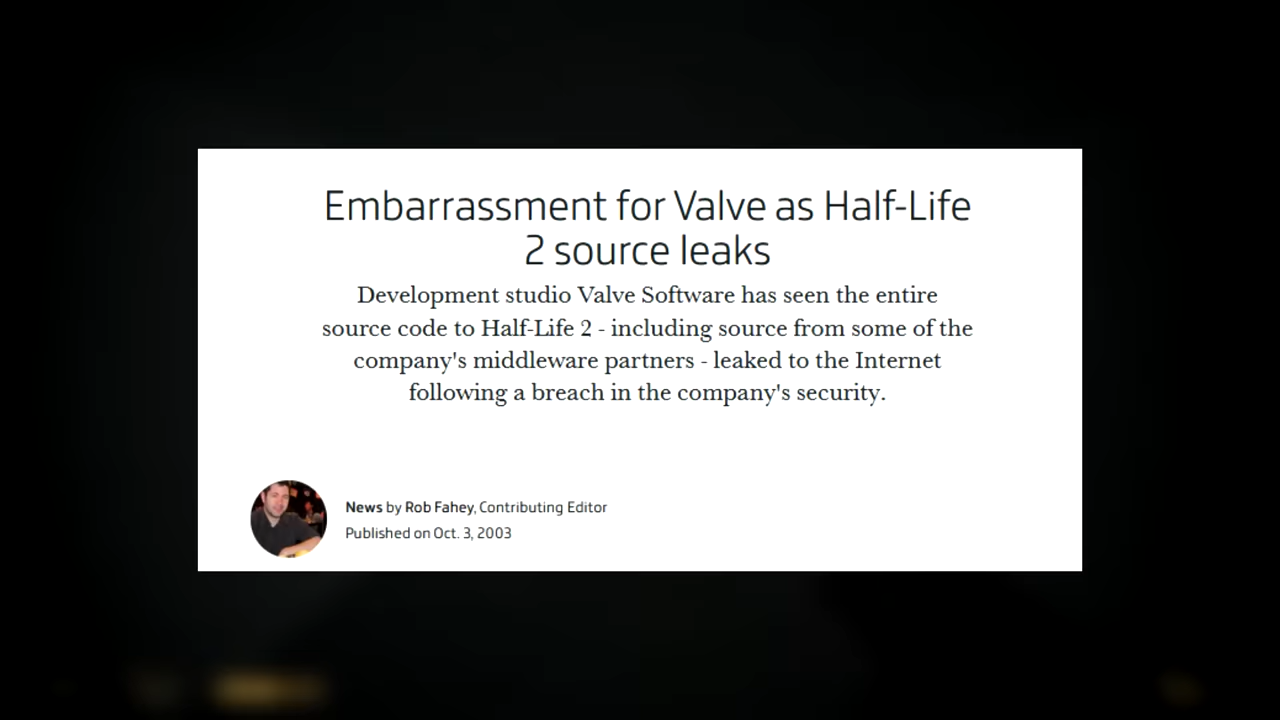 Embarrassment for Valve as Half-Life
2 source leaks
Development studio Valve Software has seen the entire
source code to Half-Life 2 - including source from some of the
company's middleware partners - leaked to the Internet
following a breach in the company's security.
News by Rob Fahey, Contributing Editor
Published on Oct. 3, 2003